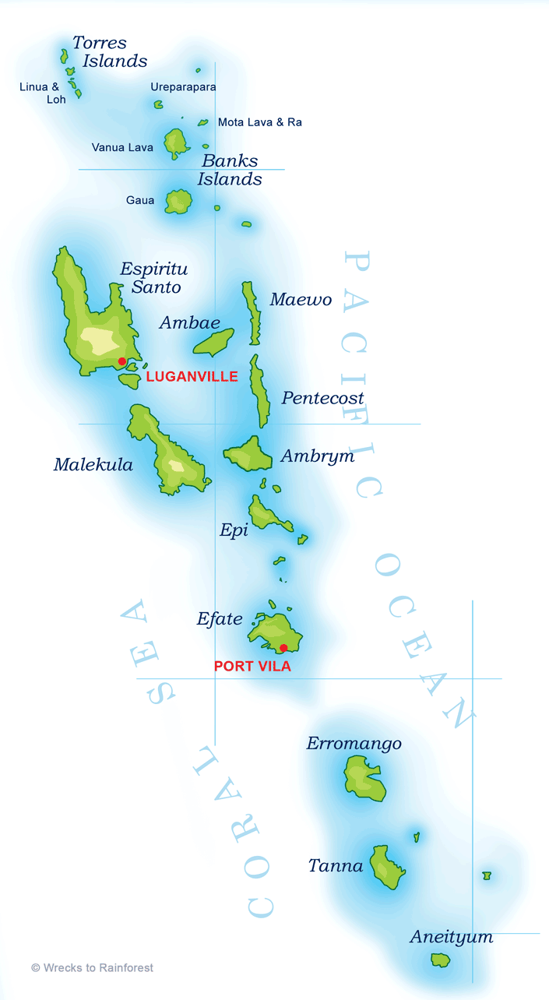 Torres
Islands
Linua &
Loh
Ureparapara
Mota Lava & Ra
Vanua Lava
Banks
Islands
Gaua
Espiritu
Santo
Maewo
Ambae
LUGANVILLE
Pentecost
Malekula
Ambrym
Epi
Efate
PORT VILA
PACIFIC OCEAN
CORAL SEA
Erromango
Tanna
Aneityum
© Wrecks to Rainforest